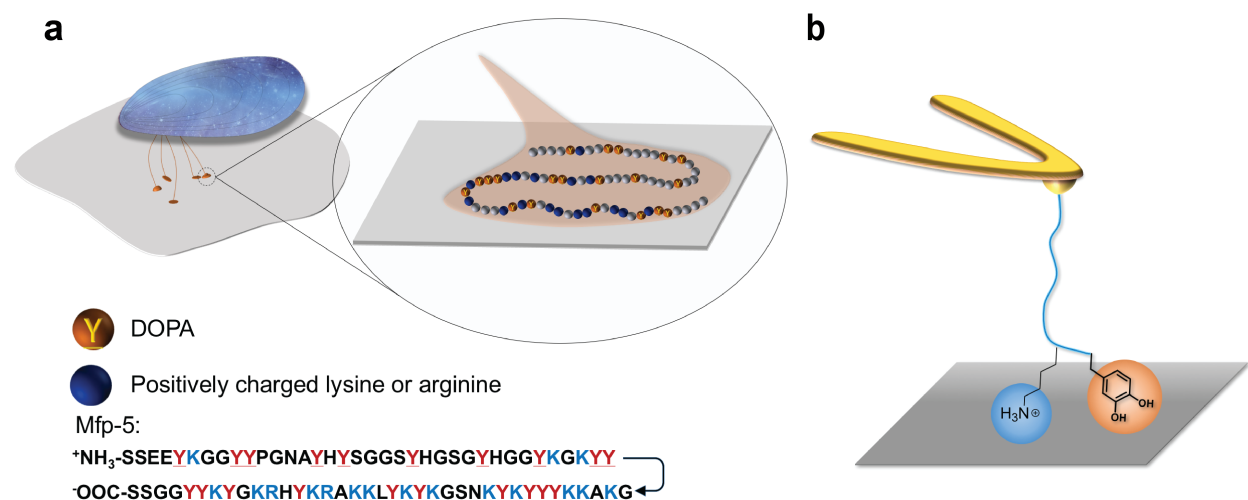 a
b
Y DOPA
Positively charged lysine or arginine
Mfp-5:
⁺NH₃-SSEEYKGGYYPGNAYHYSGGSYHGSGYHGGYKGKYY
⁻OOC-SSGGYYKYGKRHYKRAKKLYKYKGSNKYKYYYKKAKG
H₃N⊕
OH
OH